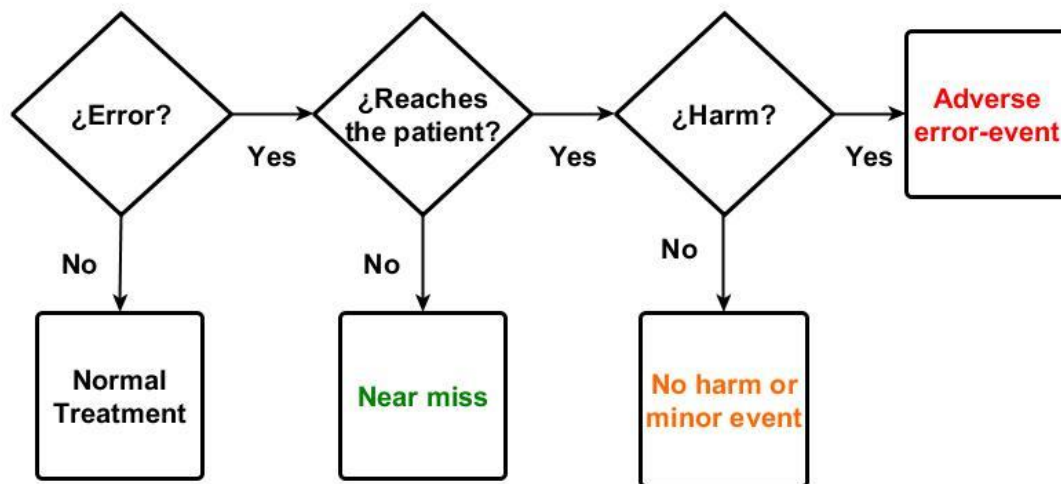 ¿Error?
Yes
No
Normal
Treatment
¿Reaches
the patient?
Yes
No
Near miss
¿Harm?
Yes
No
No harm or
minor event
Adverse
error-event